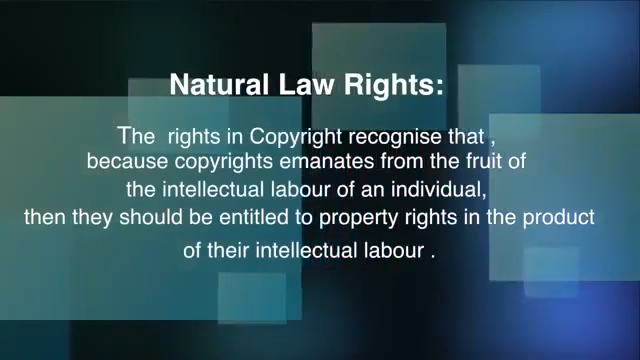 Natural Law Rights:
The rights in Copyright recognise that ,
because copyrights emanates from the fruit of
the intellectual labour of an individual,
then they should be entitled to property rights in the product
of their intellectual labour .